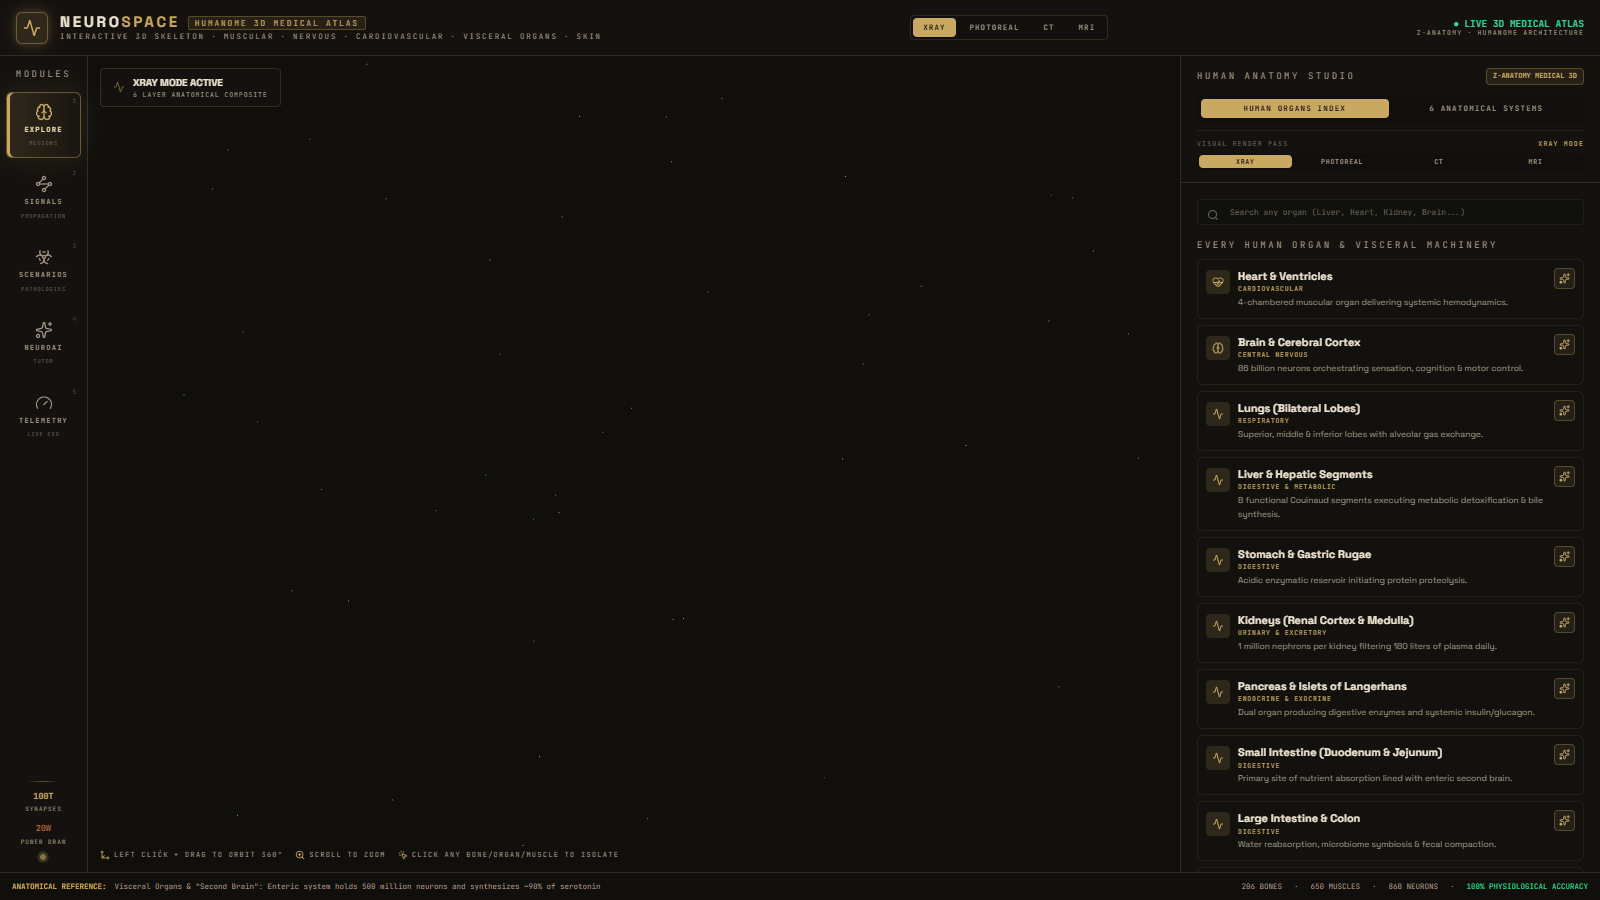 NEUROSPACE HUMANOME 3D MEDICAL ATLAS
INTERACTIVE 3D SKELETON · MUSCULAR · NERVOUS · CARDIOVASCULAR · VISCERAL ORGANS · SKIN
XRAY PHOTOREAL CT MRI
● LIVE 3D MEDICAL ATLAS
Z-ANATOMY · HUMANOME ARCHITECTURE
MODULES
1
EXPLORE
REGIONS
2
SIGNALS
PROPAGATION
3
SCENARIOS
PATHOLOGIES
4
NEUROAI
TUTOR
5
TELEMETRY
LIVE EEG
100T
SYNAPSES
20W
POWER DRAW
XRAY MODE ACTIVE
6 LAYER ANATOMICAL COMPOSITE
LEFT CLICK + DRAG TO ORBIT 360° SCROLL TO ZOOM CLICK ANY BONE/ORGAN/MUSCLE TO ISOLATE
HUMAN ANATOMY STUDIO
Z-ANATOMY MEDICAL 3D
HUMAN ORGANS INDEX 6 ANATOMICAL SYSTEMS
VISUAL RENDER PASS XRAY MODE
XRAY PHOTOREAL CT MRI
Search any organ (Liver, Heart, Kidney, Brain...)
EVERY HUMAN ORGAN & VISCERAL MACHINERY
Heart & Ventricles
CARDIOVASCULAR
4-chambered muscular organ delivering systemic hemodynamics.
Brain & Cerebral Cortex
CENTRAL NERVOUS
86 billion neurons orchestrating sensation, cognition & motor control.
Lungs (Bilateral Lobes)
RESPIRATORY
Superior, middle & inferior lobes with alveolar gas exchange.
Liver & Hepatic Segments
DIGESTIVE & METABOLIC
8 functional Couinaud segments executing metabolic detoxification & bile
synthesis.
Stomach & Gastric Rugae
DIGESTIVE
Acidic enzymatic reservoir initiating protein proteolysis.
Kidneys (Renal Cortex & Medulla)
URINARY & EXCRETORY
1 million nephrons per kidney filtering 180 liters of plasma daily.
Pancreas & Islets of Langerhans
ENDOCRINE & EXOCRINE
Dual organ producing digestive enzymes and systemic insulin/glucagon.
Small Intestine (Duodenum & Jejunum)
DIGESTIVE
Primary site of nutrient absorption lined with enteric second brain.
Large Intestine & Colon
DIGESTIVE
Water reabsorption, microbiome symbiosis & fecal compaction.
ANATOMICAL REFERENCE: Visceral Organs & "Second Brain": Enteric system holds 500 million neurons and synthesizes ~90% of serotonin
206 BONES · 650 MUSCLES · 86B NEURONS · 100% PHYSIOLOGICAL ACCURACY